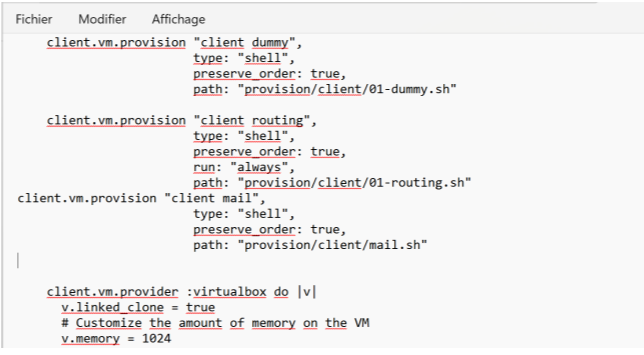 Fichier Modifier Affichage
client.vm.provision "client dummy",
type: "shell",
preserve_order: true,
path: "provision/client/01-dummy.sh"
client.vm.provision "client routing",
type: "shell",
preserve_order: true,
run: "always",
path: "provision/client/01-routing.sh"
client.vm.provision "client mail",
type: "shell",
preserve_order: true,
path: "provision/client/mail.sh"
client.vm.provider :virtualbox do |v|
v.linked_clone = true
# Customize the amount of memory on the VM
v.memory = 1024